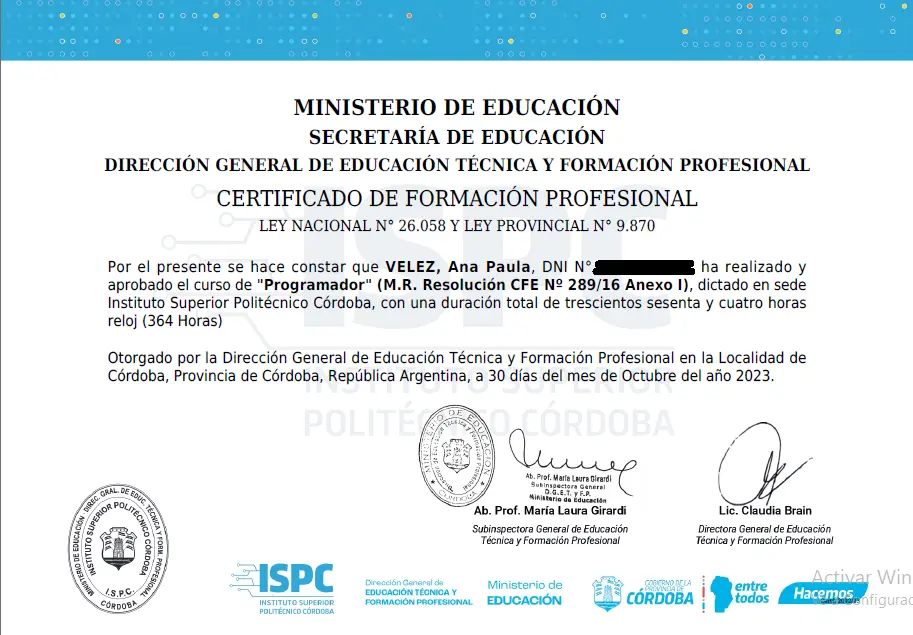 MINISTERIO DE EDUCACIÓN
SECRETARÍA DE EDUCACIÓN
DIRECCIÓN GENERAL DE EDUCACIÓN TÉCNICA Y FORMACIÓN PROFESIONAL
CERTIFICADO DE FORMACIÓN PROFESIONAL
LEY NACIONAL N° 26.058 Y LEY PROVINCIAL N° 9.870
Por el presente se hace constar que VELEZ, Ana Paula, DNI N° ha realizado y
aprobado el curso de "Programador" (M.R. Resolución CFE Nº 289/16 Anexo I), dictado en sede
Instituto Superior Politécnico Córdoba, con una duración total de trescientos sesenta y cuatro horas
reloj (364 Horas)
Otorgado por la Dirección General de Educación Técnica y Formación Profesional en la Localidad de
Córdoba, Provincia de Córdoba, República Argentina, a 30 días del mes de Octubre del año 2023.
ISPC
INSTITUTO SUPERIOR
POLITÉCNICO CÓRDOBA
MINISTERIO DE EDUCACIÓN
Ab. Prof. María Laura Girardi
Subinspectora General
D.G.E.T. y F.P.
Ministerio de Educación
Ab. Prof. María Laura Girardi
Subinspectora General de Educación
Técnica y Formación Profesional
Lic. Claudia Brain
Directora General de Educación
Técnica y Formación Profesional
MINISTERIO DE EDUCACIÓN DIREC. GRAL. DE EDUC. TÉCNICA Y FORM. PROFESIONAL
INSTITUTO SUPERIOR POLITÉCNICO CÓRDOBA
I.S.P.C.
CÓRDOBA
ISPC
INSTITUTO SUPERIOR
POLITÉCNICO CÓRDOBA
Dirección General de
EDUCACIÓN TÉCNICA Y
FORMACIÓN PROFESIONAL
Ministerio de
EDUCACIÓN
GOBIERNO DE LA
PROVINCIA DE
CÓRDOBA
entre
todos
Hacemos
Activar Win